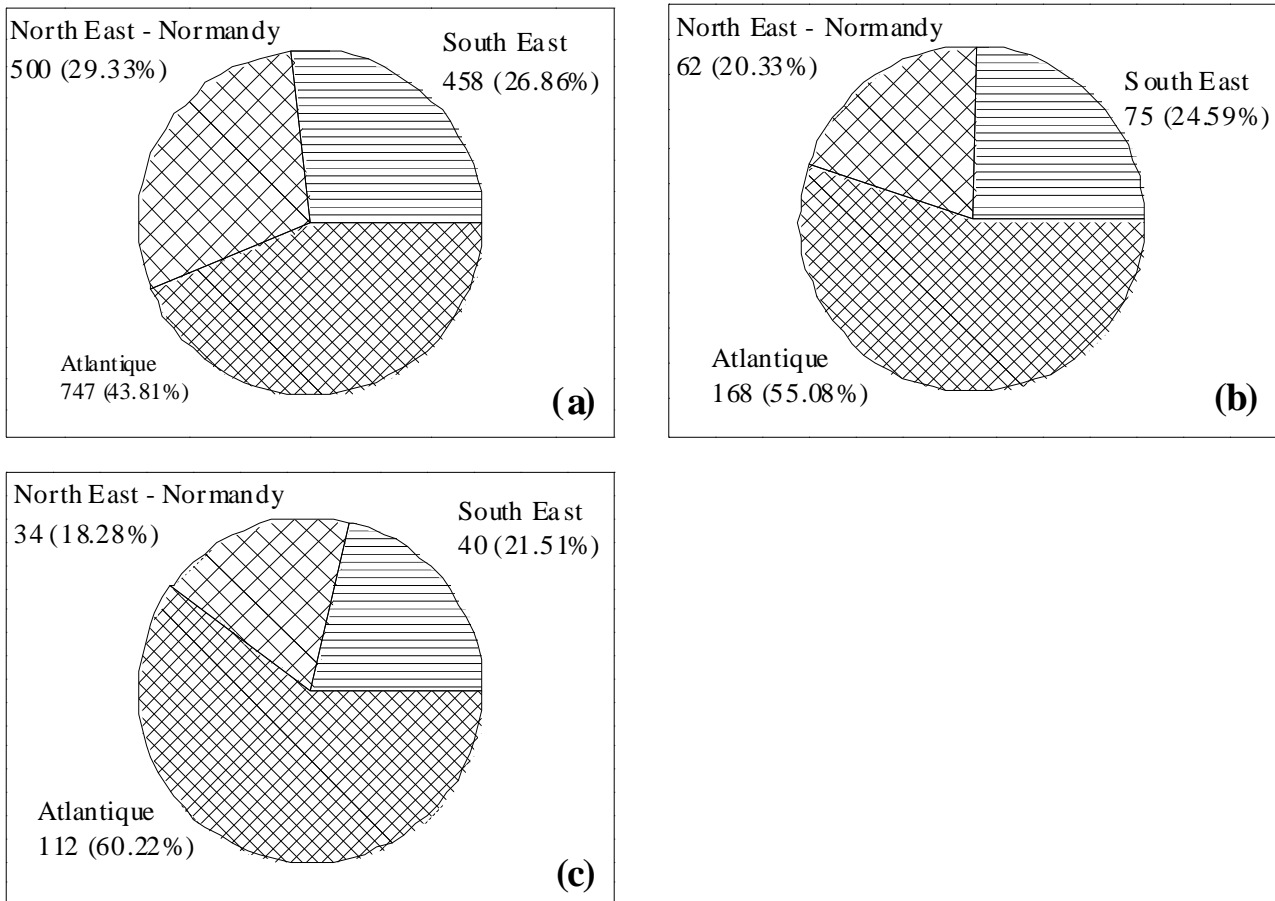 North East - Normandy
500 (29.33%)
South East
458 (26.86%)
Atlantique
747 (43.81%)
(a)
North East - Normandy
62 (20.33%)
South East
75 (24.59%)
Atlantique
168 (55.08%)
(b)
North East - Normandy
34 (18.28%)
South East
40 (21.51%)
Atlantique
112 (60.22%)
(c)